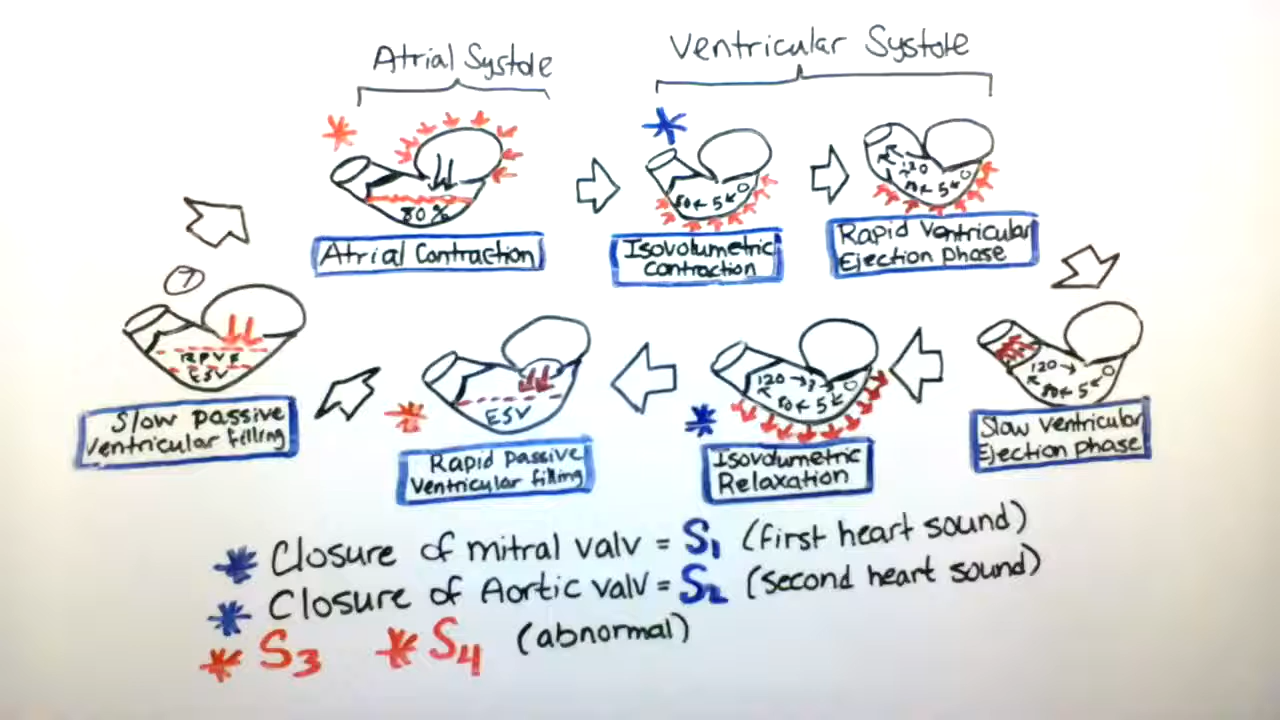 Atrial Systole
Ventricular Systole
80%
Atrial Contraction
80 ← 5 ← 0
Isovolumetric
Contraction
120
80 ← 5 ← 0
Rapid Ventricular
Ejection phase
7
RPVF
ESV
Slow passive
Ventricular filling
ESV
Rapid Passive
Ventricular filling
120 →
80 ← 5 ← 0
Isovolumetric
Relaxation
120 →
80 ← 5 ← 0
Slow Ventricular
Ejection phase
* Closure of mitral valv = S1 (first heart sound)
* Closure of Aortic valv = S2 (second heart sound)
* S3 * S4 (abnormal)